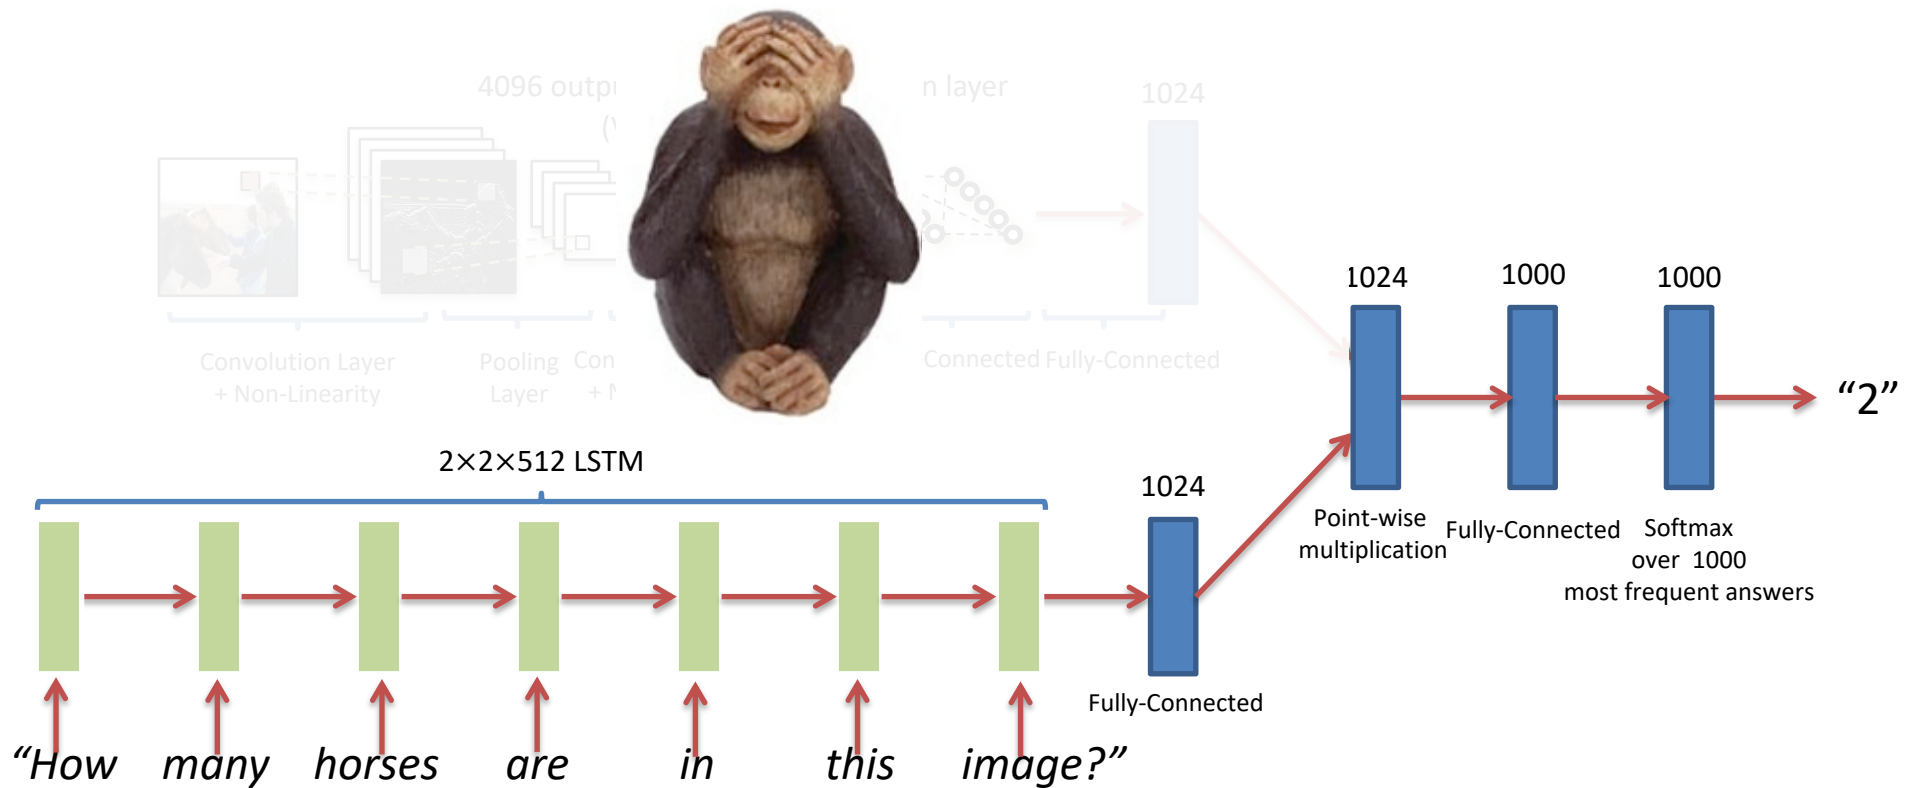 4096 outp
n layer
1024
Convolution Layer
+ Non-Linearity
Pooling
Layer
Con
+ N
Connected
Fully-Connected
1024
1000
1000
“2”
2×2×512 LSTM
1024
Point-wise
multiplication
Fully-Connected
Softmax
over 1000
most frequent answers
Fully-Connected
“How many horses are in this image?”